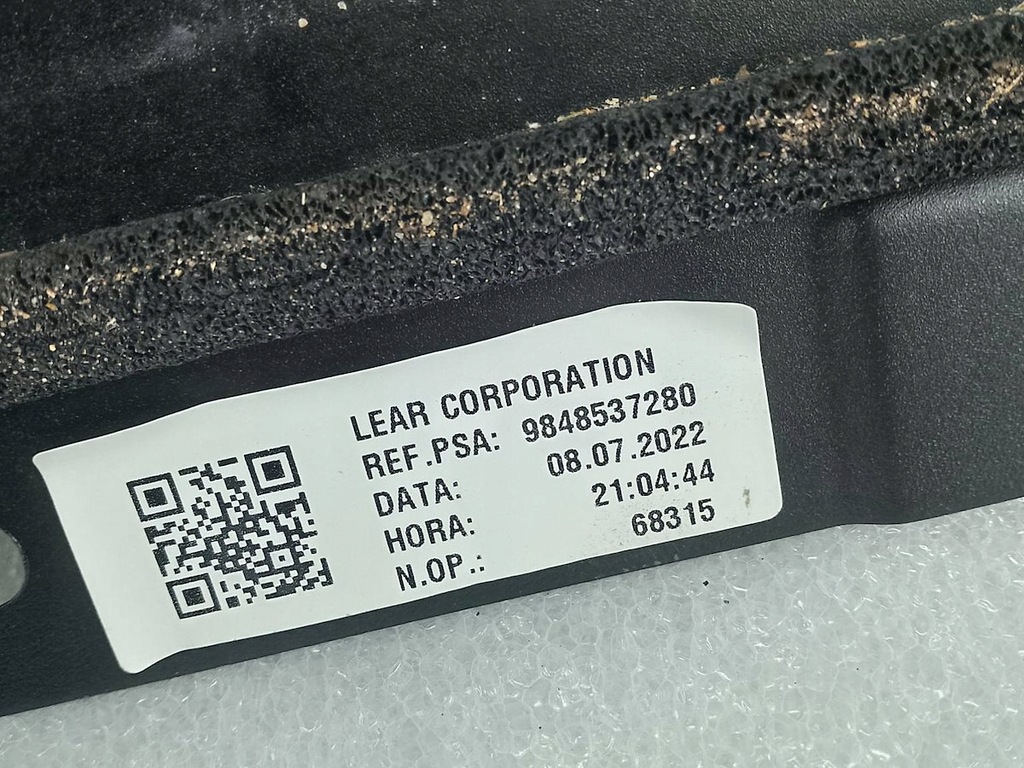 LEAR CORPORATION
REF.PSA: 9848537280
DATA: 08.07.2022
HORA: 21:04:44
N.OP.: 68315